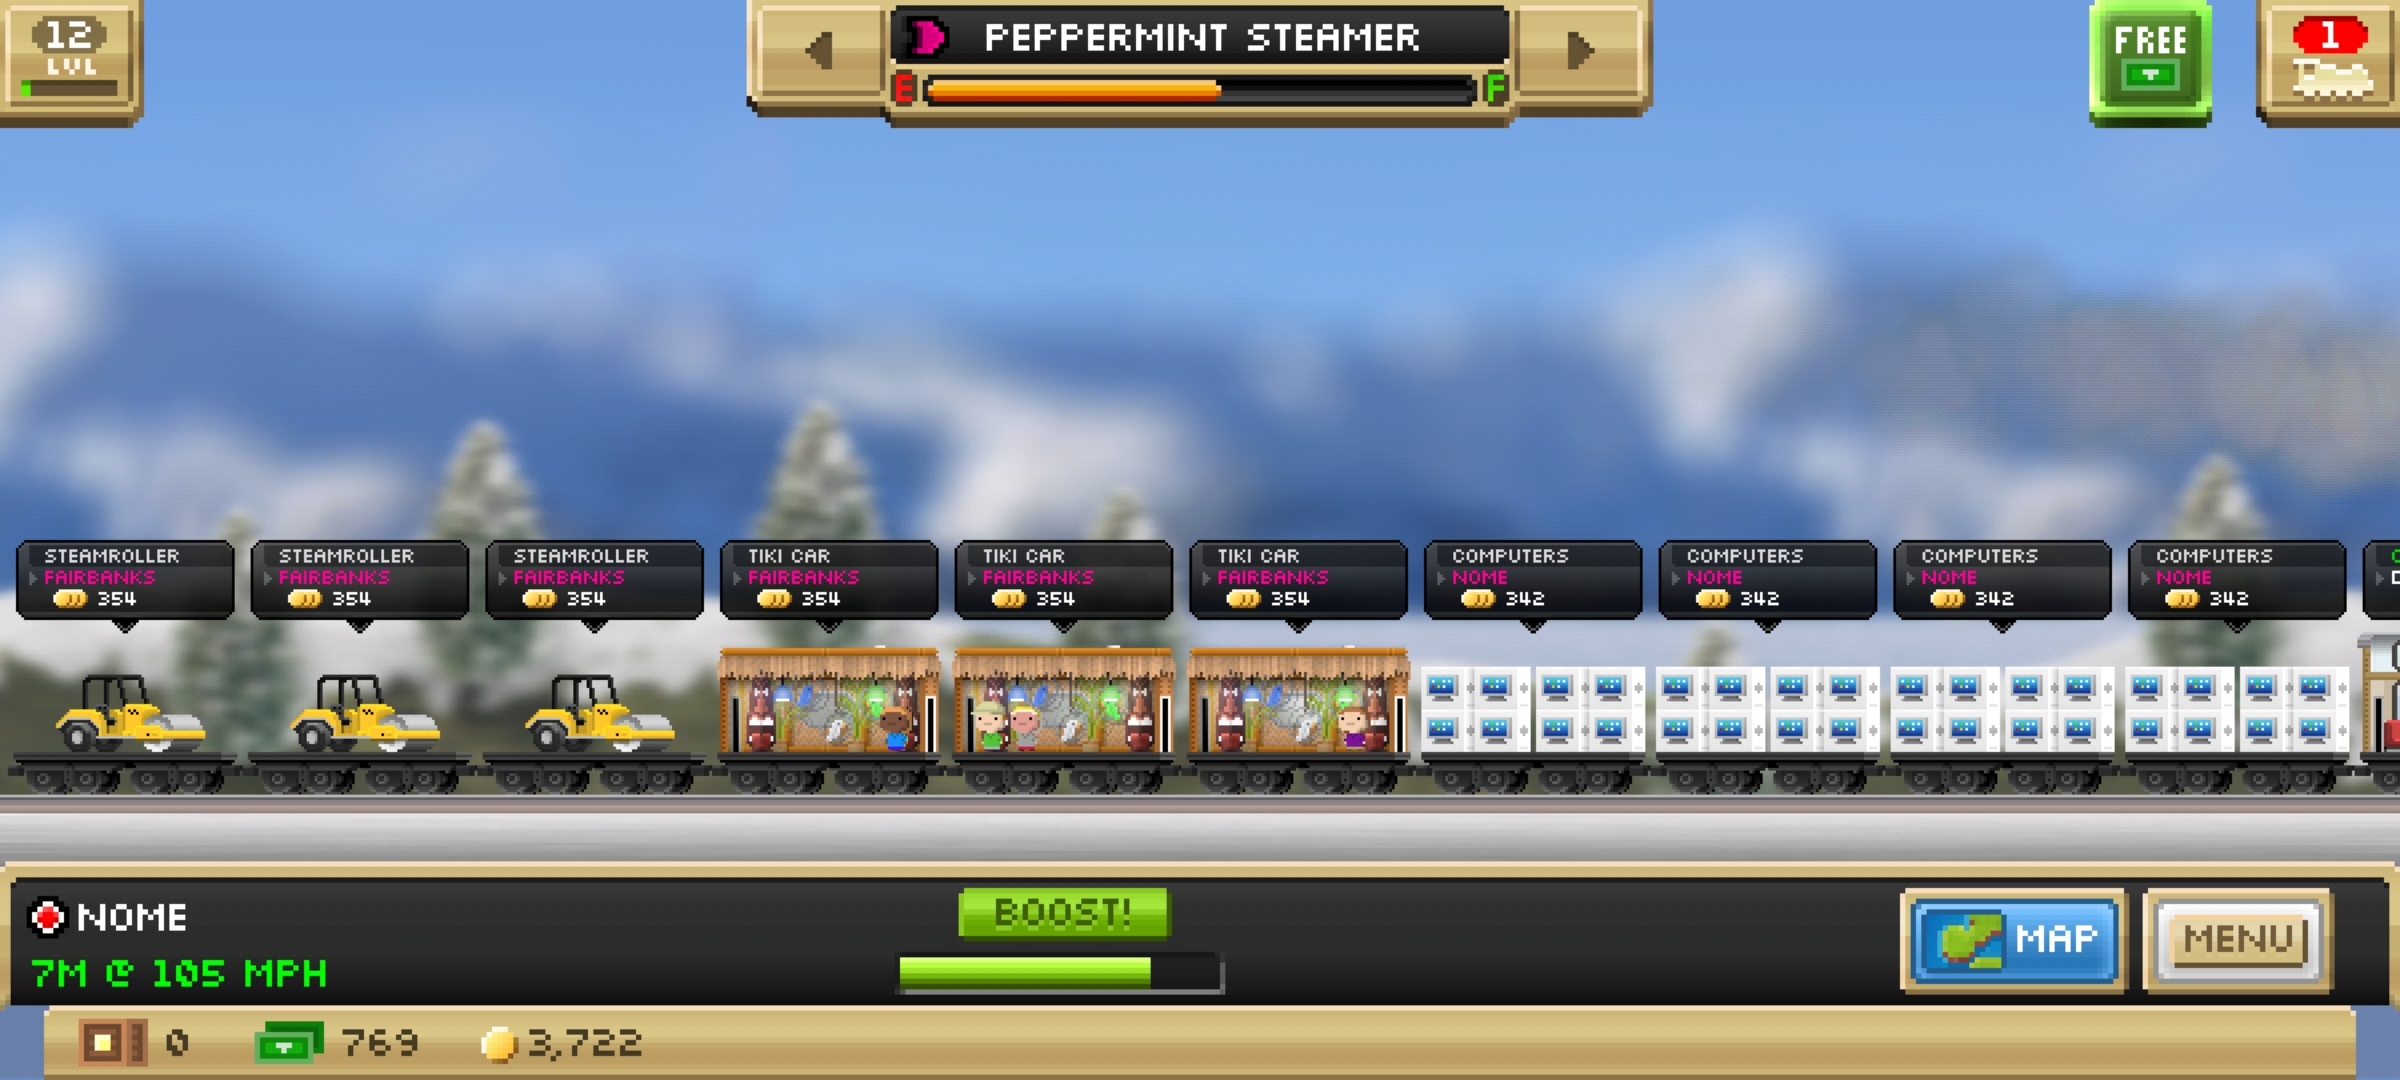 12
LVL
PEPPERMINT STEAMER
E
F
FREE
1
STEAMROLLER
FAIRBANKS
354
STEAMROLLER
FAIRBANKS
354
STEAMROLLER
FAIRBANKS
354
TIKI CAR
FAIRBANKS
354
TIKI CAR
FAIRBANKS
354
TIKI CAR
FAIRBANKS
354
COMPUTERS
NOME
342
COMPUTERS
NOME
342
COMPUTERS
NOME
342
COMPUTERS
NOME
342
NOME
7M @ 105 MPH
BOOST!
MAP
MENU
0
769
3,722